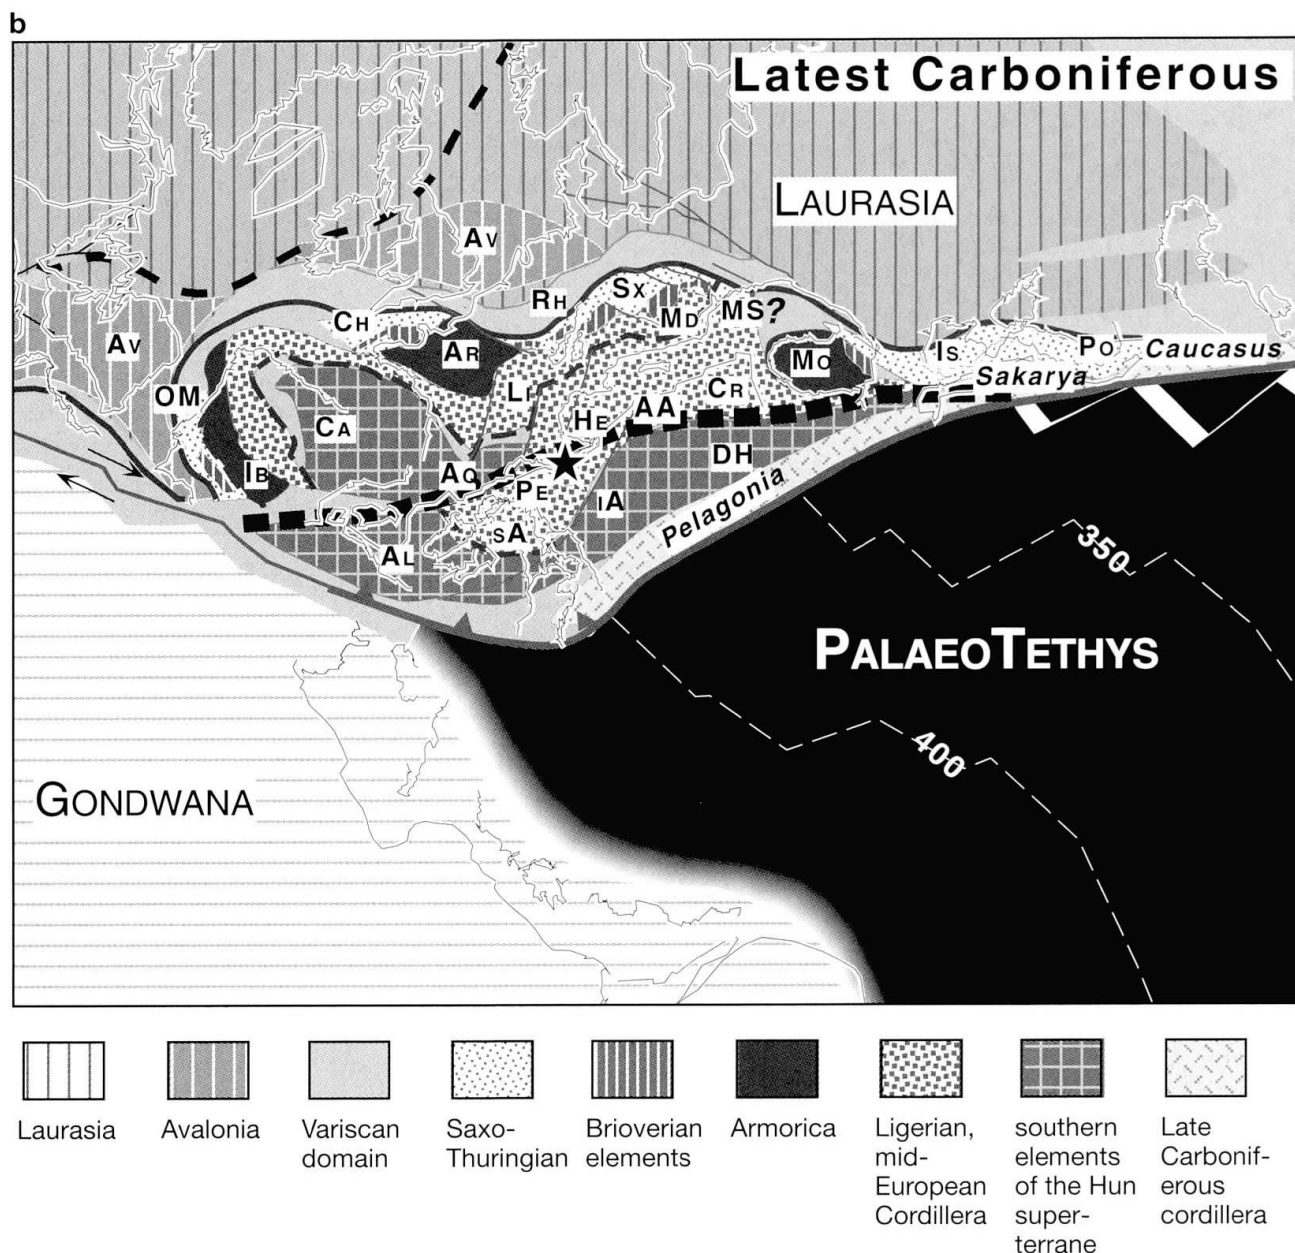 b
Latest Carboniferous
LAURASIA
AV
AV
RH
SX
MD
MS?
CH
AR
MO
IS
PO
Caucasus
Sakarya
OM
LI
CR
CA
HE
AA
IB
AQ
DH
PE
IA
Pelagonia
SA
AL
350
PALAEOTETHYS
400
GONDWANA
Laurasia
Avalonia
Variscan
domain
Saxo-
Thuringian
Brioverian
elements
Armorica
Ligerian,
mid-
European
Cordillera
southern
elements
of the Hun
super-
terrane
Late
Carbonif-
erous
cordillera